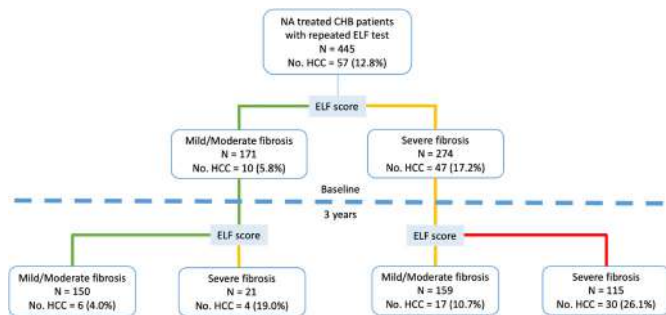 NA treated CHB patients
with repeated ELF test
N = 445
No. HCC = 57 (12.8%)
ELF score
Mild/Moderate fibrosis
N = 171
No. HCC = 10 (5.8%)
Severe fibrosis
N = 274
No. HCC = 47 (17.2%)
Baseline
3 years
ELF score
ELF score
Mild/Moderate fibrosis
N = 150
No. HCC = 6 (4.0%)
Severe fibrosis
N = 21
No. HCC = 4 (19.0%)
Mild/Moderate fibrosis
N = 159
No. HCC = 17 (10.7%)
Severe fibrosis
N = 115
No. HCC = 30 (26.1%)